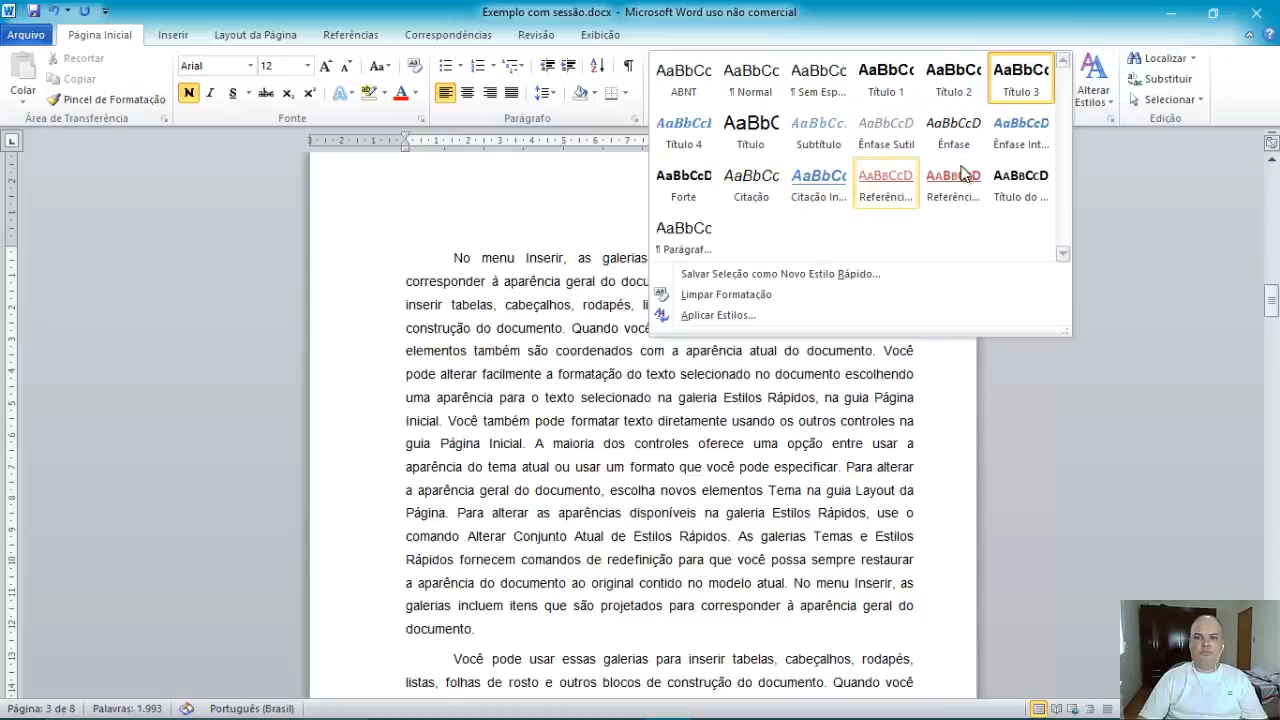 Exemplo com sessão.docx - Microsoft Word uso não comercial
Arquivo Página Inicial Inserir Layout da Página Referências Correspondências Revisão Exibição
Colar
Recortar
Copiar
Pincel de Formatação
Área de Transferência
Arial 12
Fonte
Parágrafo
AaBbCc AaBbCc AaBbCc AaBbCc AaBbCc AaBbCc
ABNT ¶ Normal ¶ Sem Esp... Título 1 Título 2 Título 3
AaBbCcI AaBbC AaBbCc. AaBbCcD AaBbCcD AaBbCcD
Título 4 Título Subtítulo Ênfase Sutil Ênfase Ênfase Int...
AaBbCcD AaBbCc AaBbCc AABBCCD AABBCCD AABBCCD
Forte Citação Citação In... Referênci... Referênci... Título do ...
AaBbCc
¶ Parágraf...
Salvar Seleção como Novo Estilo Rápido...
Limpar Formatação
Aplicar Estilos...
Alterar
Estilos
Localizar
Substituir
Selecionar
Edição
No menu Inserir, as galerias
corresponder à aparência geral do docu
inserir tabelas, cabeçalhos, rodapés, li
construção do documento. Quando você
elementos também são coordenados com a aparência atual do documento. Você
pode alterar facilmente a formatação do texto selecionado no documento escolhendo
uma aparência para o texto selecionado na galeria Estilos Rápidos, na guia Página
Inicial. Você também pode formatar texto diretamente usando os outros controles na
guia Página Inicial. A maioria dos controles oferece uma opção entre usar a
aparência do tema atual ou usar um formato que você pode especificar. Para alterar
a aparência geral do documento, escolha novos elementos Tema na guia Layout da
Página. Para alterar as aparências disponíveis na galeria Estilos Rápidos, use o
comando Alterar Conjunto Atual de Estilos Rápidos. As galerias Temas e Estilos
Rápidos fornecem comandos de redefinição para que você possa sempre restaurar
a aparência do documento ao original contido no modelo atual. No menu Inserir, as
galerias incluem itens que são projetados para corresponder à aparência geral do
documento.
Você pode usar essas galerias para inserir tabelas, cabeçalhos, rodapés,
listas, folhas de rosto e outros blocos de construção do documento. Quando você
Página: 3 de 8 Palavras: 1.993 Português (Brasil)